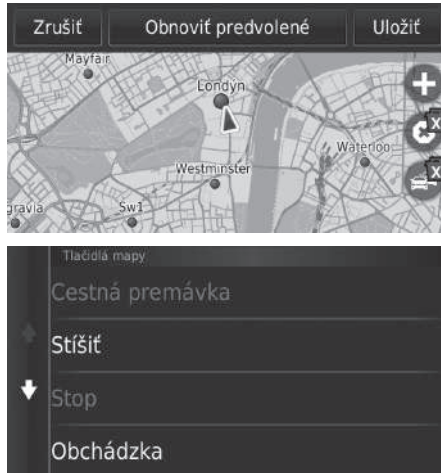 Zrušiť Obnoviť predvolené Uložiť
Mayfair
Londýn
Waterloo
Westminster
gravia Sw1
Tlačidlá mapy
Cestná premávka
Stíšiť
Stop
Obchádzka